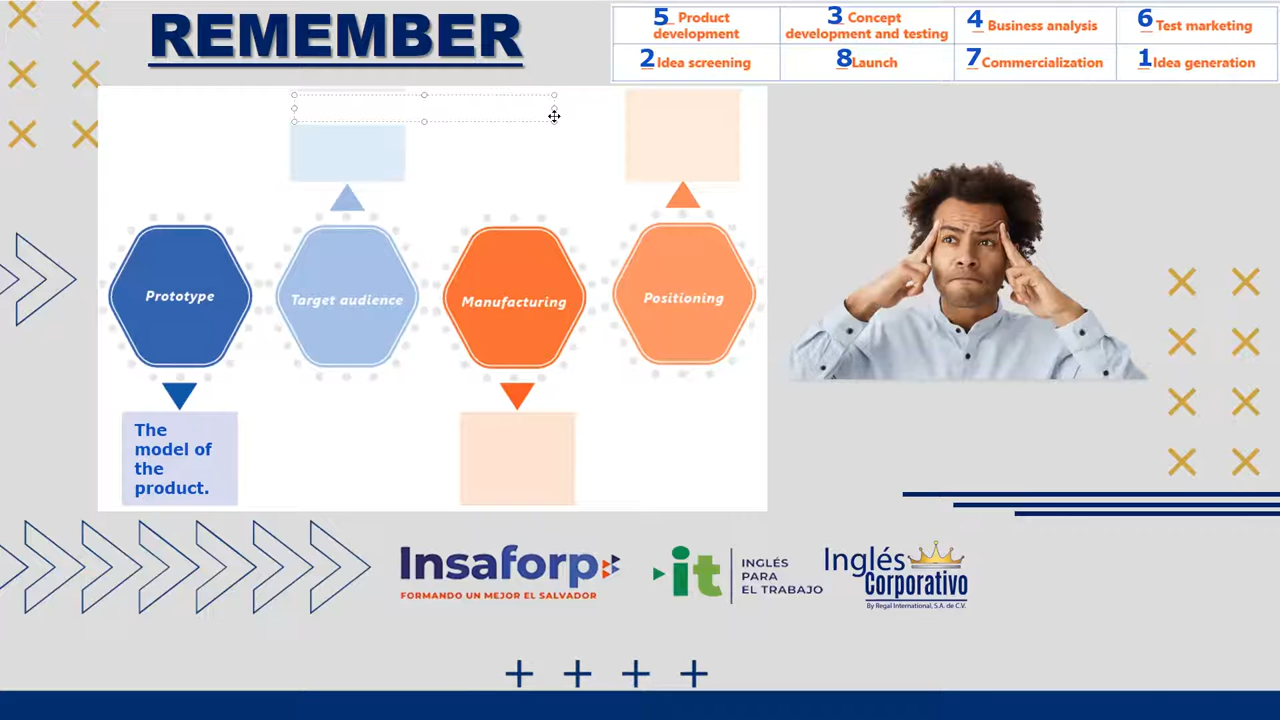 REMEMBER
5_ Product
development
3 Concept
development and testing
4 Business analysis
6 Test marketing
2 Idea screening
8 Launch
7 Commercialization
1 Idea generation
Prototype
Target audience
Manufacturing
Positioning
The
model of
the
product.
Insaforp
FORMANDO UN MEJOR EL SALVADOR
it
INGLÉS
PARA
EL TRABAJO
Inglés
Corporativo
By Regal International, S.A. de C.V.